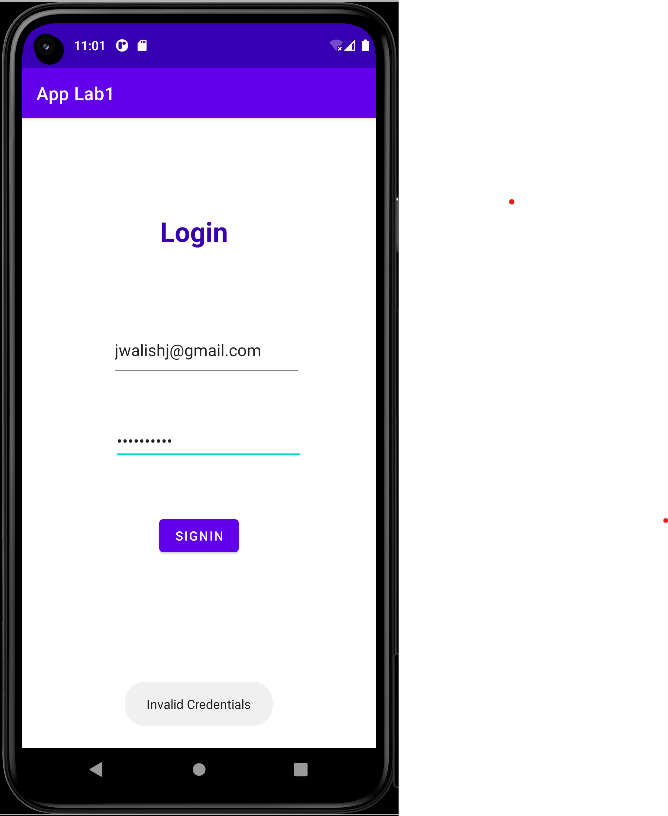 11:01
App Lab1
Login
jwalishj@gmail.com
••••••••••
SIGNIN
Invalid Credentials